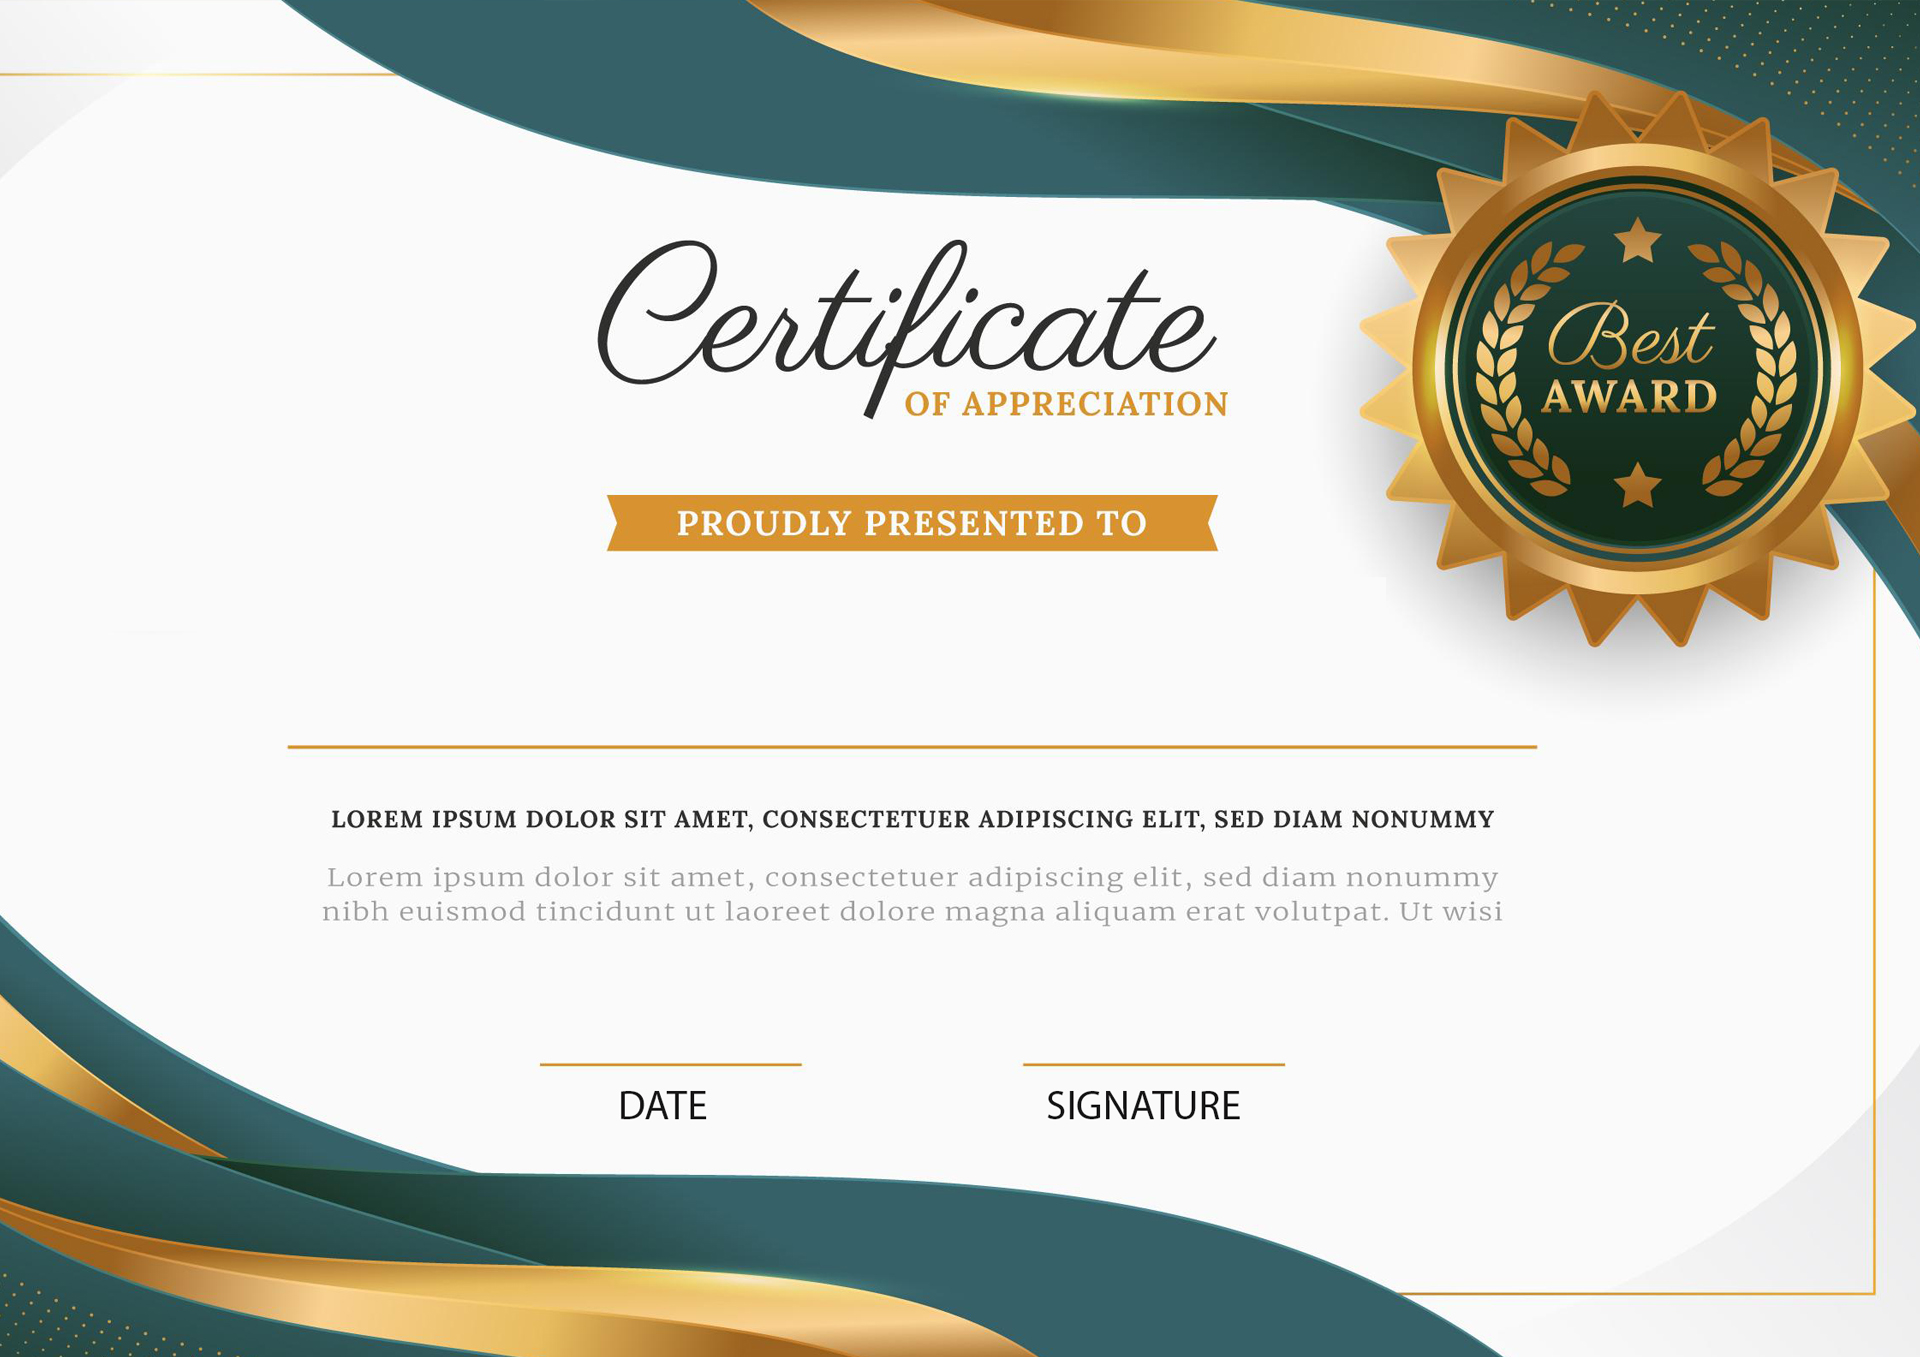 Certificate
OF APPRECIATION
Best
AWARD
PROUDLY PRESENTED TO
LOREM IPSUM DOLOR SIT AMET, CONSECTETUER ADIPISCING ELIT, SED DIAM NONUMMY
Lorem ipsum dolor sit amet, consectetuer adipiscing elit, sed diam nonummy
nibh euismod tincidunt ut laoreet dolore magna aliquam erat volutpat. Ut wisi
DATE
SIGNATURE